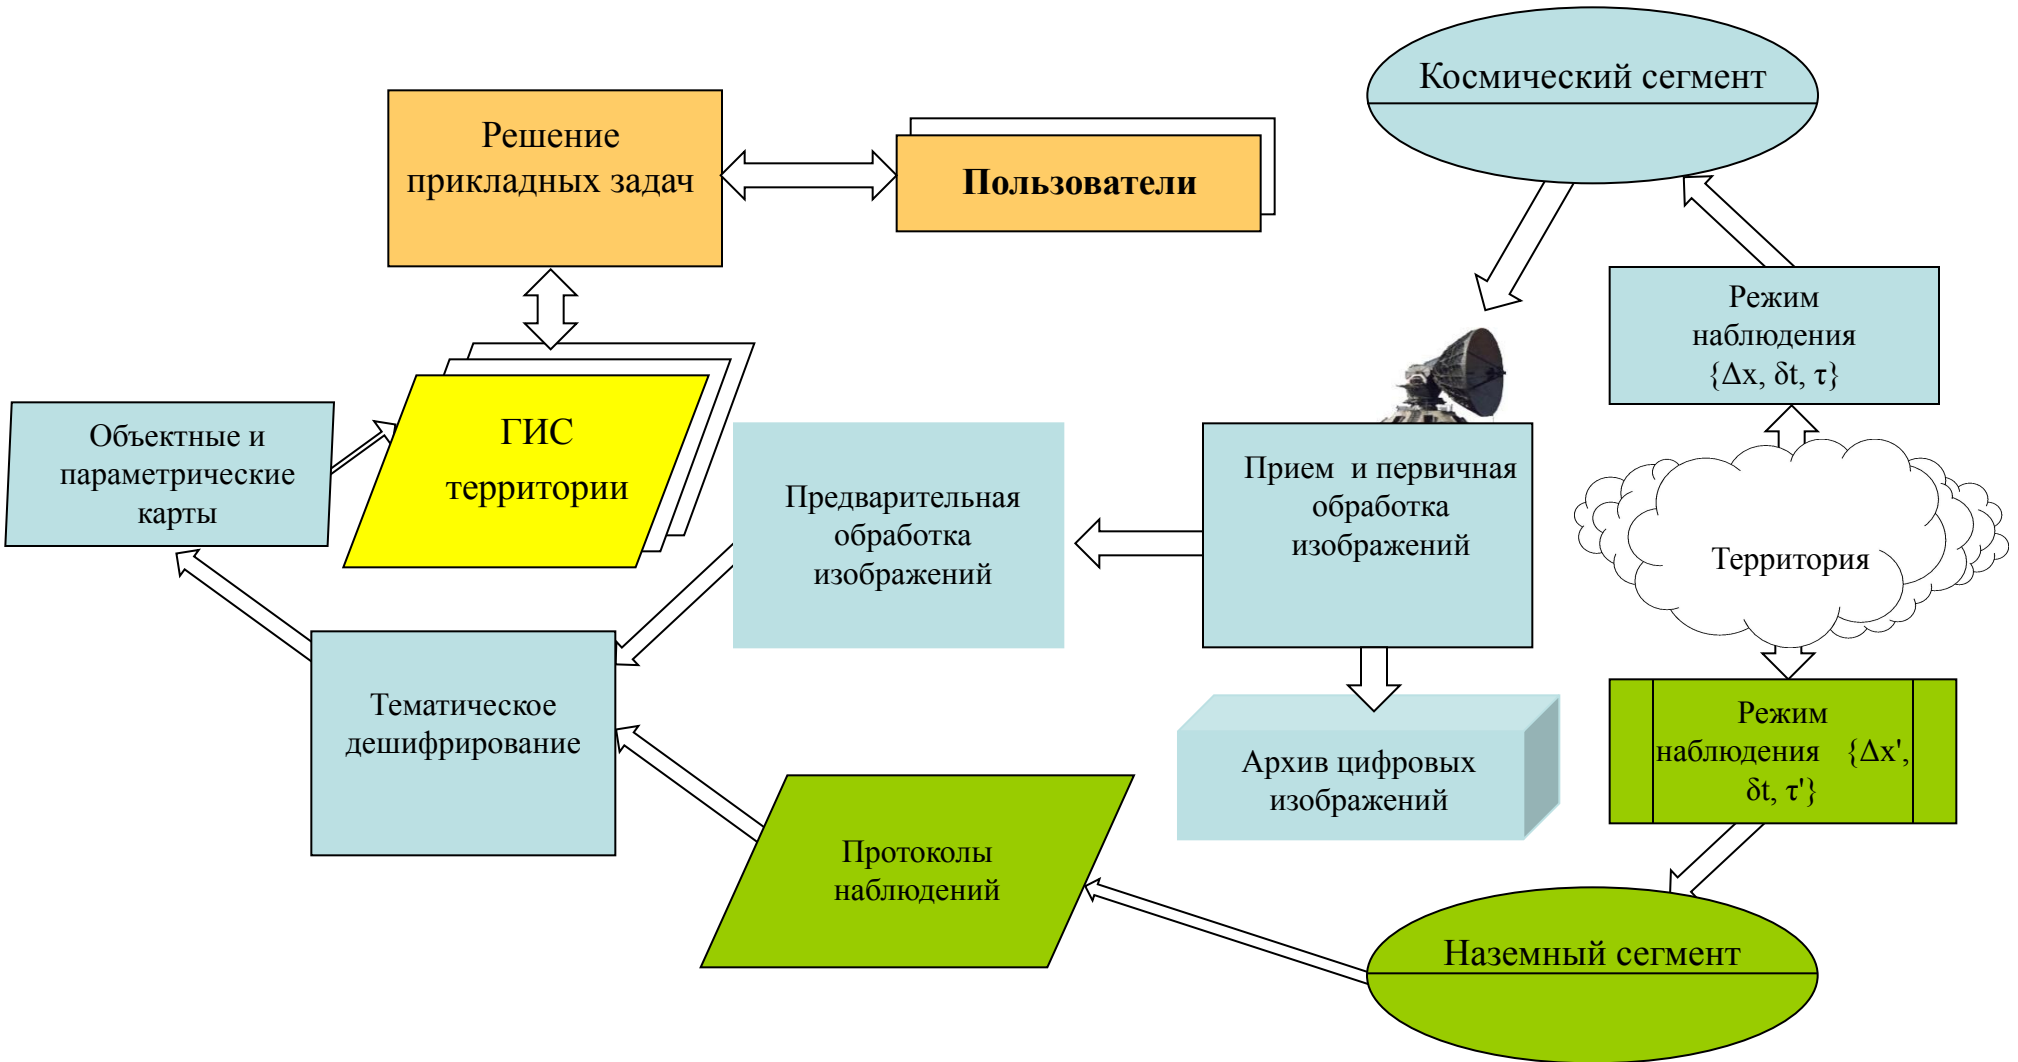 Космический сегмент
Решение
прикладных задач
Пользователи
Режим
наблюдения
{Δx, δt, τ}
Объектные и
параметрические
карты
ГИС
территории
Предварительная
обработка
изображений
Прием и первичная
обработка
изображений
Территория
Тематическое
дешифрирование
Архив цифровых
изображений
Режим
наблюдения {Δx',
δt, τ'}
Протоколы
наблюдений
Наземный сегмент